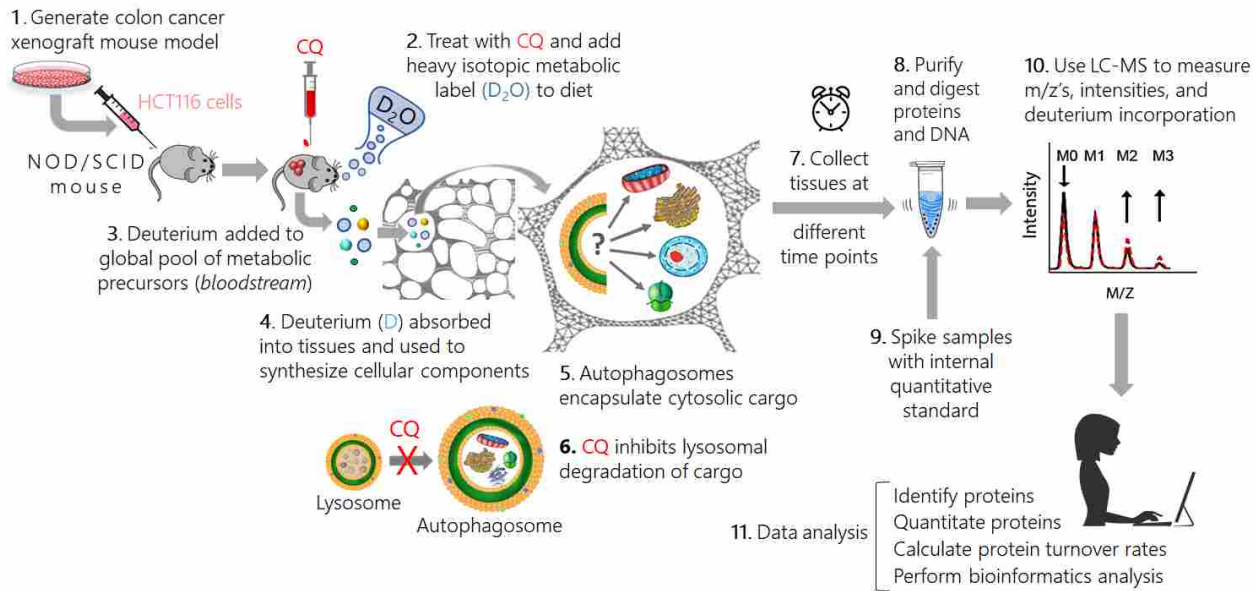 1. Generate colon cancer
xenograft mouse model
HCT116 cells
NOD/SCID
mouse
CQ
2. Treat with CQ and add
heavy isotopic metabolic
label (D₂O) to diet
D₂O
3. Deuterium added to
global pool of metabolic
precursors (bloodstream)
4. Deuterium (D) absorbed
into tissues and used to
synthesize cellular components
?
5. Autophagosomes
encapsulate cytosolic cargo
CQ
X
Lysosome
Autophagosome
6. CQ inhibits lysosomal
degradation of cargo
7. Collect
tissues at
different
time points
8. Purify
and digest
proteins
and DNA
9. Spike samples
with internal
quantitative
standard
10. Use LC-MS to measure
m/z's, intensities, and
deuterium incorporation
M0 M1 M2 M3
Intensity
M/Z
11. Data analysis
Identify proteins
Quantitate proteins
Calculate protein turnover rates
Perform bioinformatics analysis